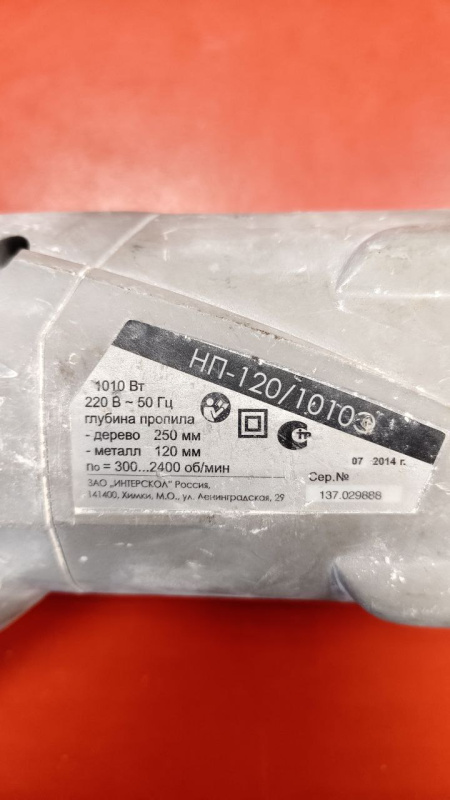 НП-120/1010Э
1010 Вт
220 В ~ 50 Гц
глубина пропила
- дерево 250 мм
- металл 120 мм
no = 300...2400 об/мин
ЗАО „ИНТЕРСКОЛ" Россия,
141400, Химки, М.О., ул. Ленинградская, 29
07 2014 г.
Сер.№
137.029888